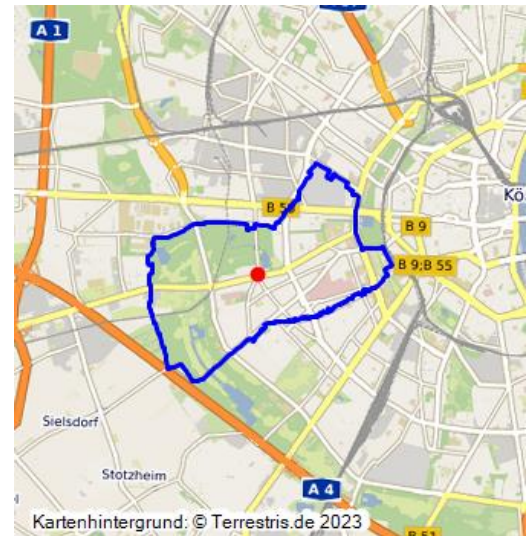 A 1
B 55
Kö
B 9
B 9;B 55
Sielsdorf
Stotzheim
A 4
B 51
Kartenhintergrund: © Terrestris.de 2023